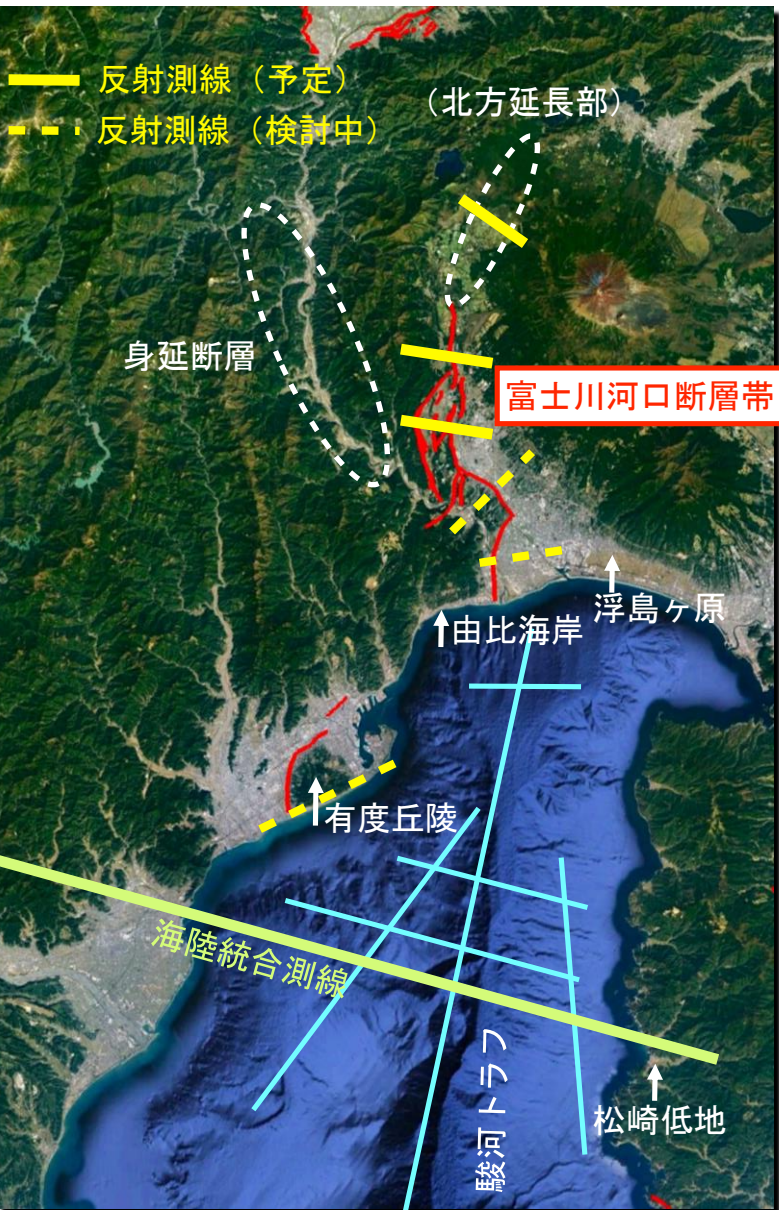 反射測線（予定）
反射測線（検討中）
（北方延長部）
身延断層
富士川河口断層帯
浮島ヶ原
由比海岸
有度丘陵
海陸統合測線
駿河トラフ
松崎低地